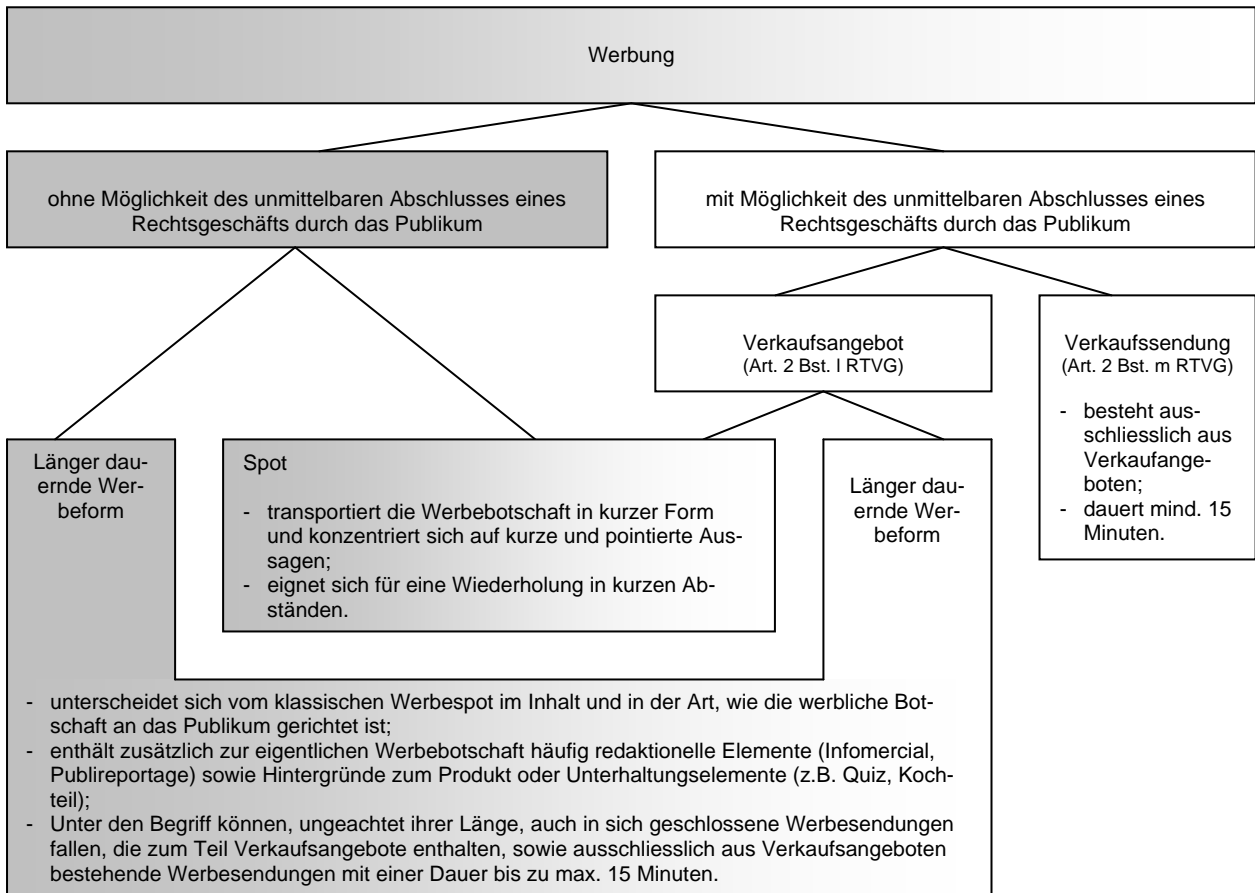 Werbung
ohne Möglichkeit des unmittelbaren Abschlusses eines
Rechtsgeschäfts durch das Publikum
mit Möglichkeit des unmittelbaren Abschlusses eines
Rechtsgeschäfts durch das Publikum
Verkaufsangebot
(Art. 2 Bst. l RTVG)
Verkaufssendung
(Art. 2 Bst. m RTVG)
- besteht aus-
schliesslich aus
Verkaufange-
boten;
- dauert mind. 15
Minuten.
Länger dau-
ernde Wer-
beform
Spot
- transportiert die Werbebotschaft in kurzer Form
und konzentriert sich auf kurze und pointierte Aus-
sagen;
- eignet sich für eine Wiederholung in kurzen Ab-
ständen.
Länger dau-
ernde Wer-
beform
- unterscheidet sich vom klassischen Werbespot im Inhalt und in der Art, wie die werbliche Bot-
schaft an das Publikum gerichtet ist;
- enthält zusätzlich zur eigentlichen Werbebotschaft häufig redaktionelle Elemente (Infomercial,
Publireportage) sowie Hintergründe zum Produkt oder Unterhaltungselemente (z.B. Quiz, Koch-
teil);
- Unter den Begriff können, ungeachtet ihrer Länge, auch in sich geschlossene Werbesendungen
fallen, die zum Teil Verkaufsangebote enthalten, sowie ausschliesslich aus Verkaufsangeboten
bestehende Werbesendungen mit einer Dauer bis zu max. 15 Minuten.